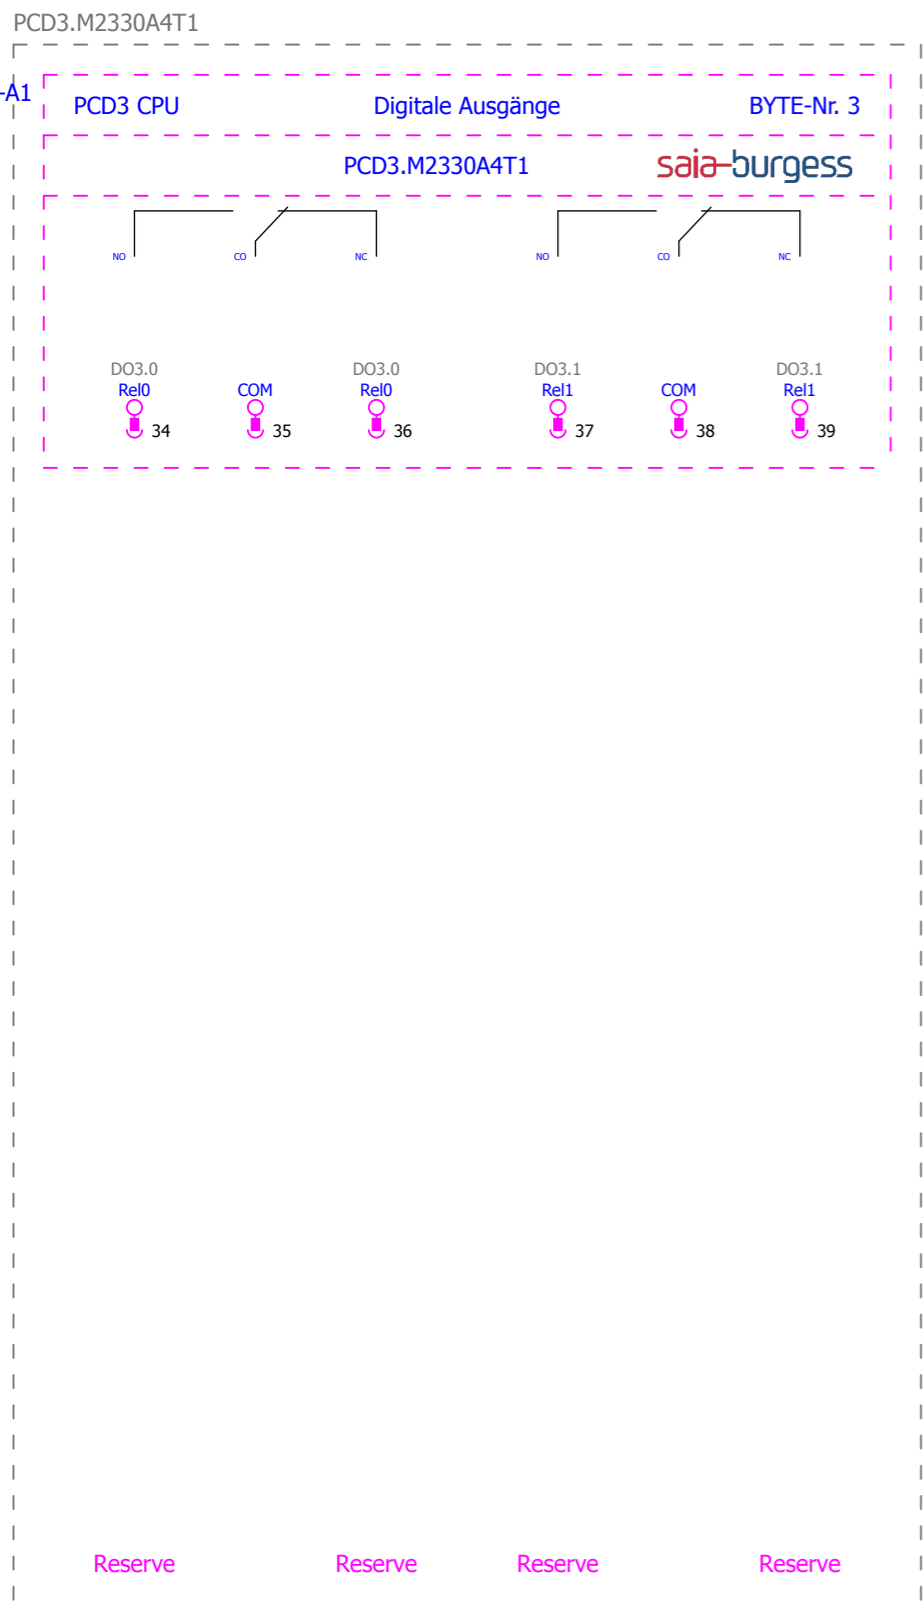 PCD3.M2330A4T1
-A1
PCD3 CPU Digitale Ausgänge BYTE-Nr. 3
PCD3.M2330A4T1 saia-burgess
NO CO NC NO CO NC
DO3.0 DO3.0 DO3.1 DO3.1
Rel0 COM Rel0 Rel1 COM Rel1
34 35 36 37 38 39
Reserve Reserve Reserve Reserve